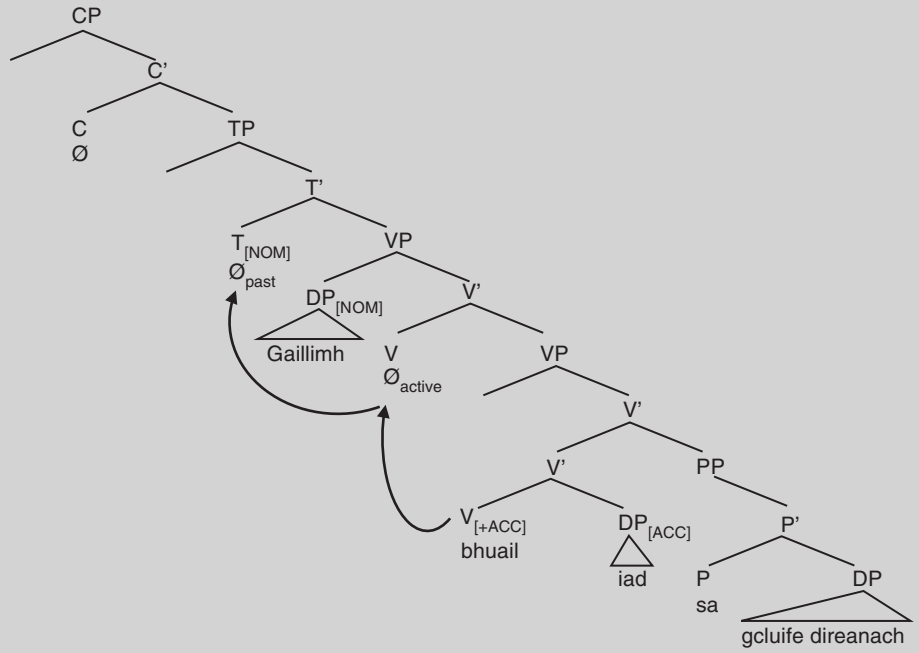 CP
C’
C TP
Ø
T’
T[NOM] VP
Øpast
DP[NOM] V’
Gaillimh V VP
Øactive
V’
V’ PP
V[+ACC] DP[ACC] P’
bhuail
iad P DP
sa
gcluife direanach